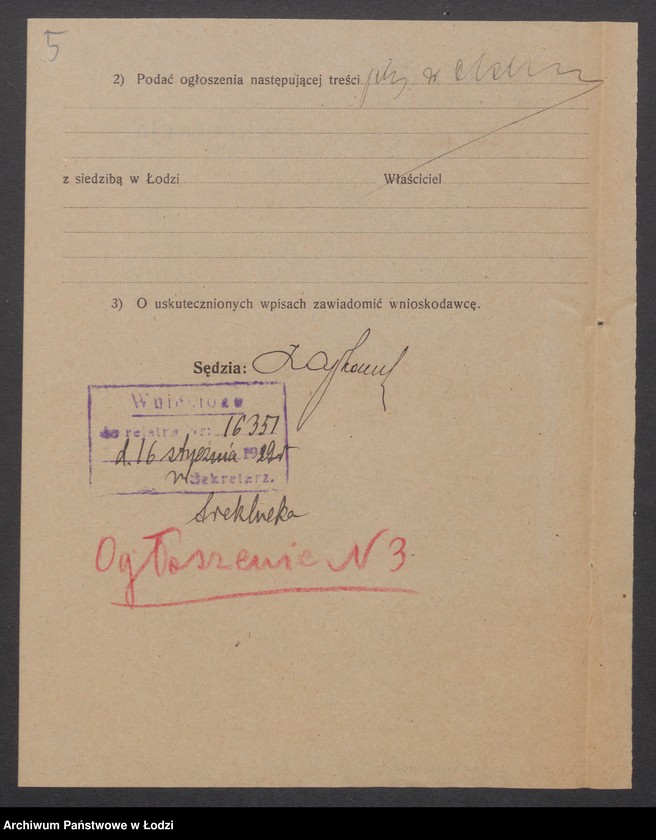 5
2) Podać ogłoszenia następującej treści
z siedzibą w Łodzi Właściciel
3) O uskutecznionych wpisach zawiadomić wnioskodawcę.
Sędzia:
Wniesiono
do rejestru nr: 16351
d. 16 stycznia 1929 r
Sekretarz.
Ogłoszenie N 3
Archiwum Państwowe w Łodzi